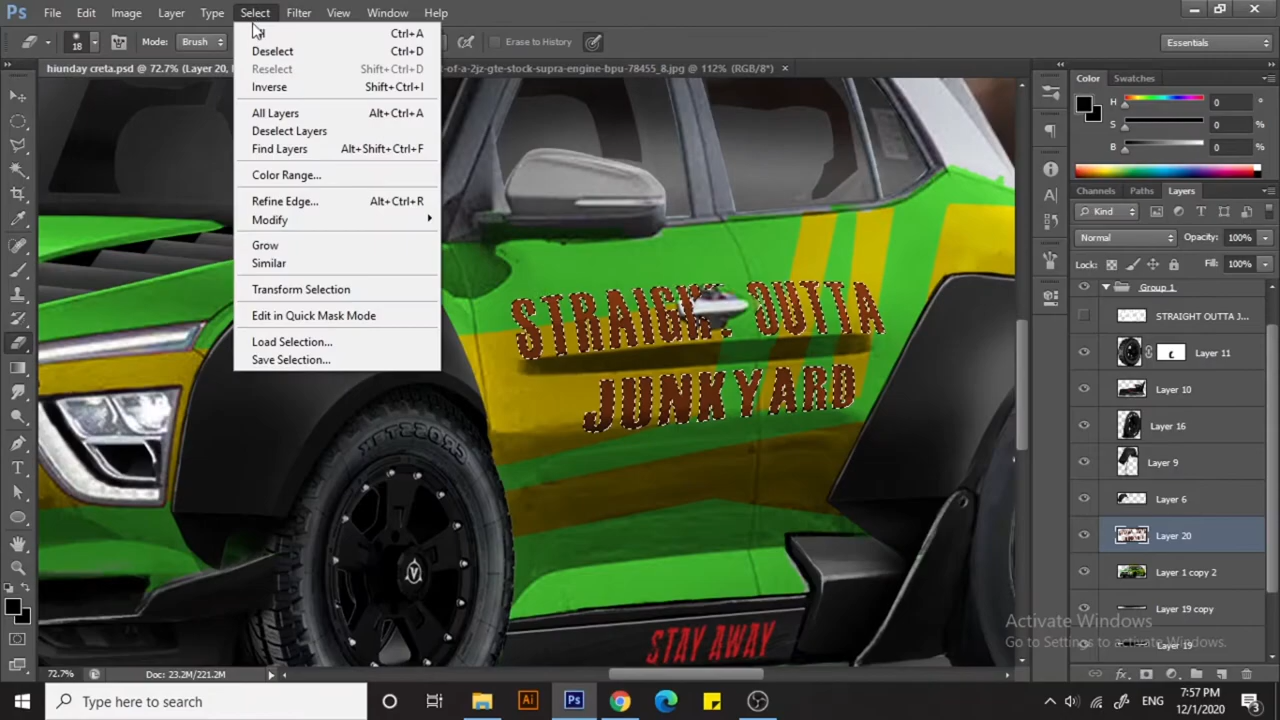 Ps File Edit Image Layer Type Select Filter View Window Help
18 Mode: Brush Erase to History Essentials
hiunday creta.psd @ 72.7% (Layer 20, t-of-a-2jz-gte-stock-supra-engine-bpu-78455_8.jpg @ 112% (RGB/8*) ×
Ctrl+A
Deselect Ctrl+D
Reselect Shift+Ctrl+D
Inverse Shift+Ctrl+I
All Layers Alt+Ctrl+A
Deselect Layers
Find Layers Alt+Shift+Ctrl+F
Color Range...
Refine Edge... Alt+Ctrl+R
Modify
Grow
Similar
Transform Selection
Edit in Quick Mask Mode
Load Selection...
Save Selection...
STRAIGHT OUTTA
JUNKYARD
STAY AWAY
V
Color Swatches
H 0 °
S 0 %
B 0 %
Channels Paths Layers
Kind
Normal Opacity: 100%
Lock: Fill: 100%
Group 1
STRAIGHT OUTTA J...
Layer 11
Layer 10
Layer 16
Layer 9
Layer 6
Layer 20
Layer 1 copy 2
Layer 19 copy
Layer 19
Activate Windows
Go to Settings to activate Windows.
72.7% Doc: 23.2M/221.2M
Type here to search
Ai Ps
ENG
7:57 PM
12/1/2020
3